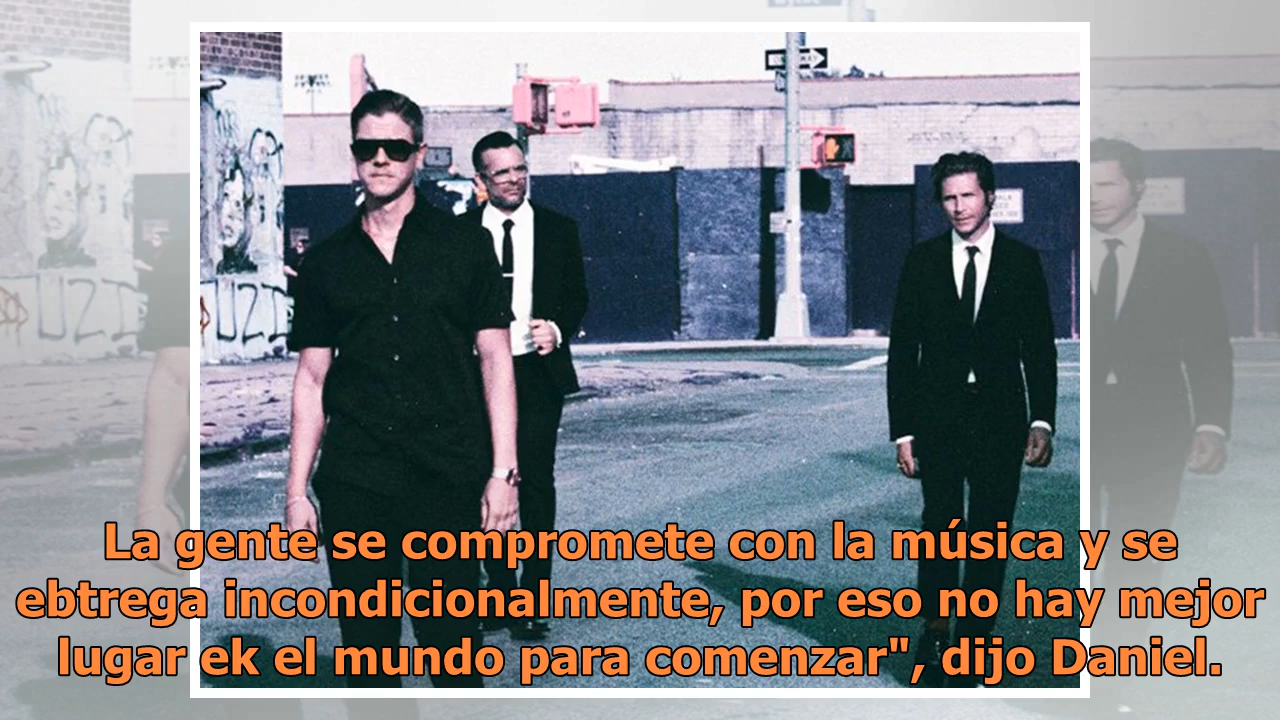 La gente se compromete con la música y se
ebtrega incondicionalmente, por eso no hay mejor
lugar ek el mundo para comenzar", dijo Daniel.
UZI